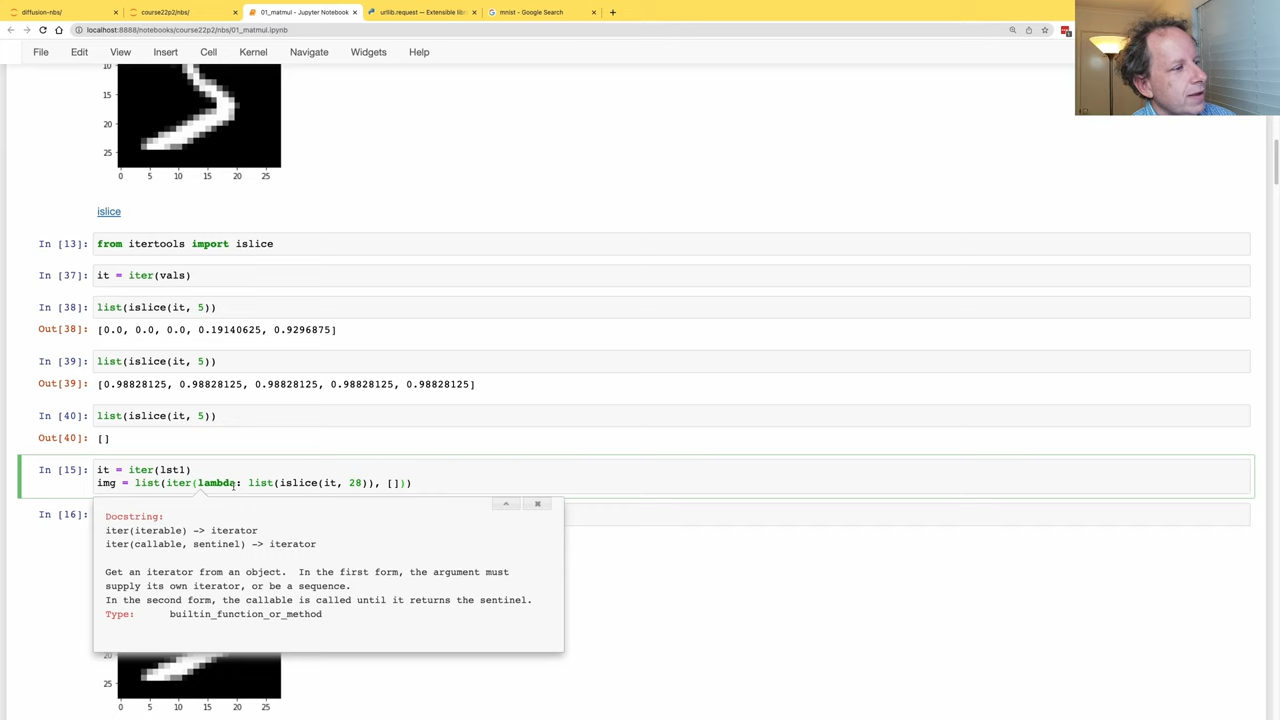 diffusion-nbs/
course22p2/nbs/
01_matmul - Jupyter Notebook
urllib.request — Extensible lib
mnist - Google Search
localhost:8888/notebooks/course22p2/nbs/01_matmul.ipynb
File Edit View Insert Cell Kernel Navigate Widgets Help
10
15
20
25
0 5 10 15 20 25
islice
In [13]: from itertools import islice
In [37]: it = iter(vals)
In [38]: list(islice(it, 5))
Out[38]: [0.0, 0.0, 0.0, 0.19140625, 0.9296875]
In [39]: list(islice(it, 5))
Out[39]: [0.98828125, 0.98828125, 0.98828125, 0.98828125, 0.98828125]
In [40]: list(islice(it, 5))
Out[40]: []
In [15]: it = iter(lst1)
img = list(iter(lambda: list(islice(it, 28)), []))
Docstring:
iter(iterable) -> iterator
iter(callable, sentinel) -> iterator
Get an iterator from an object.  In the first form, the argument must
supply its own iterator, or be a sequence.
In the second form, the callable is called until it returns the sentinel.
Type: builtin_function_or_method
In [16]:
20
25
0 5 10 15 20 25